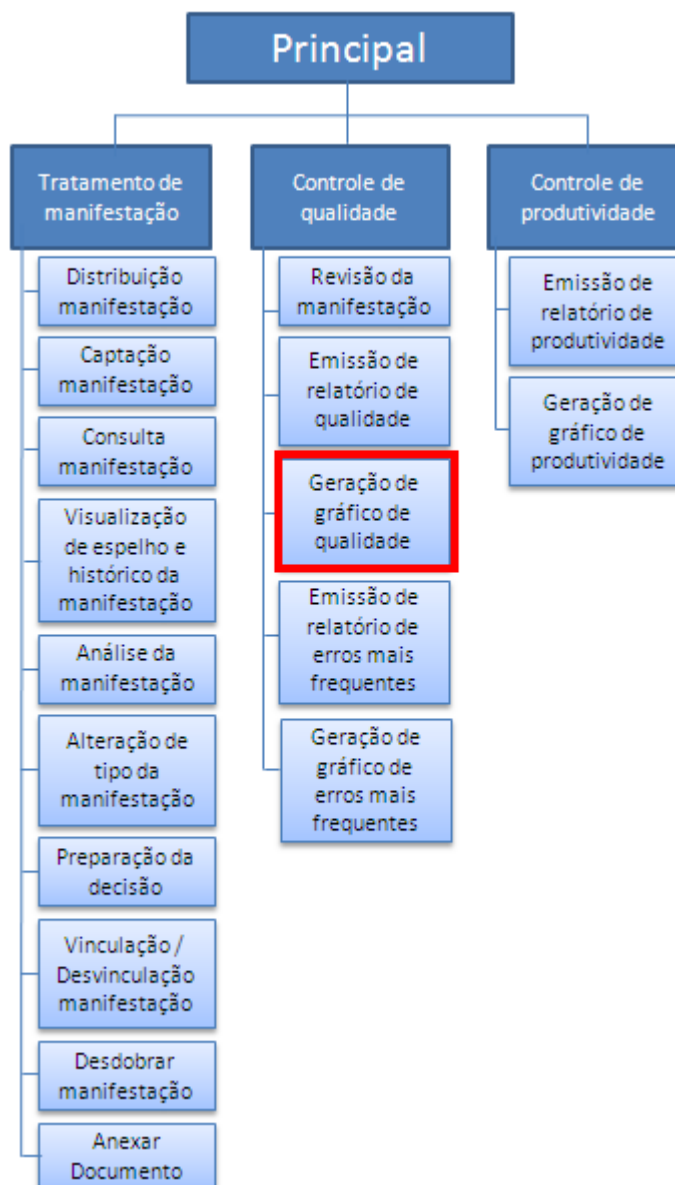 Principal
Tratamento de
manifestação
Distribuição
manifestação
Captação
manifestação
Consulta
manifestação
Visualização
de espelho e
histórico da
manifestação
Análise da
manifestação
Alteração de
tipo da
manifestação
Preparação da
decisão
Vinculação /
Desvinculação
manifestação
Desdobrar
manifestação
Anexar
Documento
Controle de
qualidade
Revisão da
manifestação
Emissão de
relatório de
qualidade
Geração de
gráfico de
qualidade
Emissão de
relatório de
erros mais
frequentes
Geração de
gráfico de
erros mais
frequentes
Controle de
produtividade
Emissão de
relatório de
produtividade
Geração de
gráfico de
produtividade